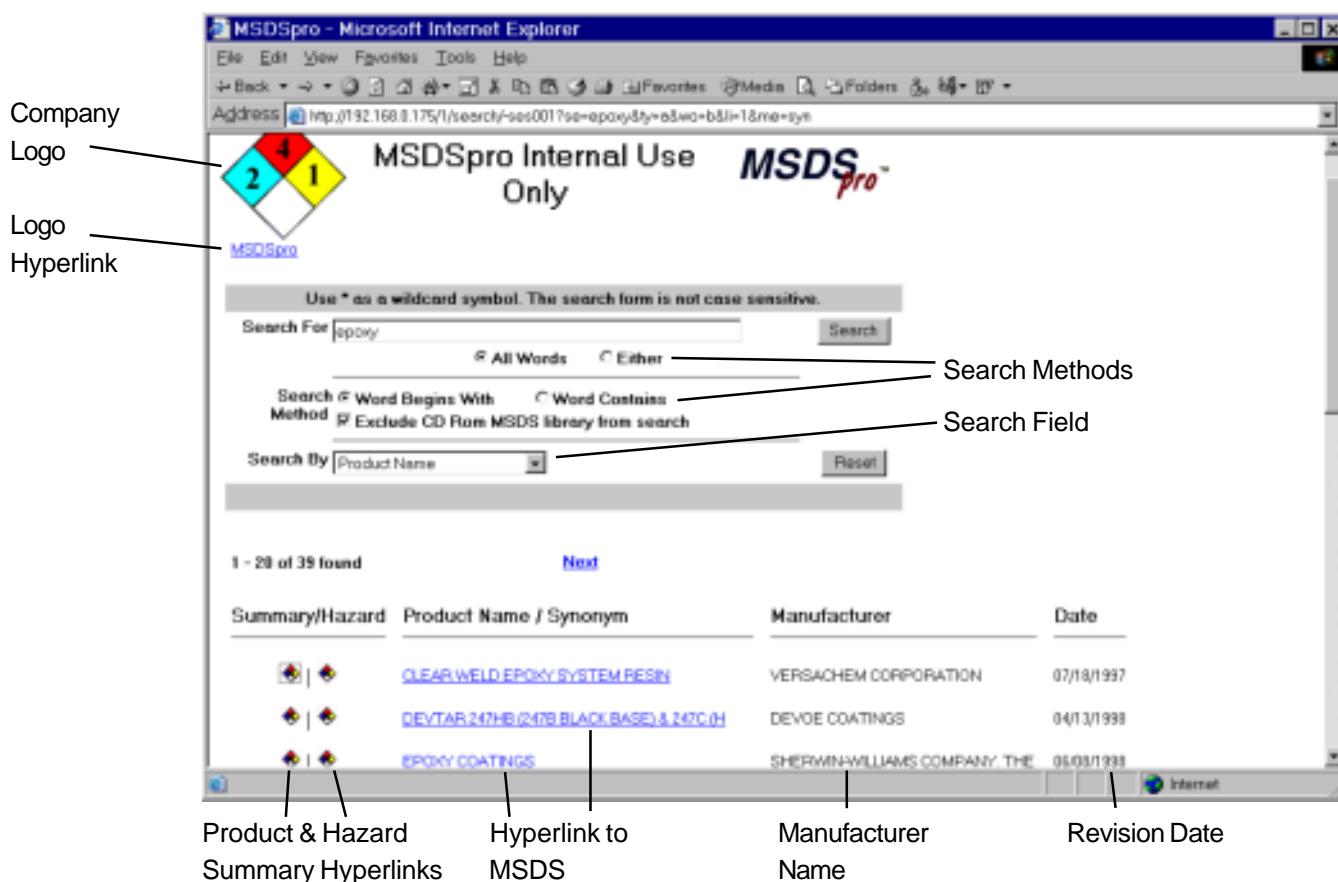 MSDSpro - Microsoft Internet Explorer
File Edit View Favorites Tools Help
Back Favorites Media Folders
Address http://192.168.0.175/1/search/-ses001?se=epoxy&ty=a&wo=b&li=1&me=syn
Company
Logo
4
2 1
MSDSpro Internal Use
Only
MSDS pro ™
Logo
Hyperlink
MSDSpro
Use * as a wildcard symbol. The search form is not case sensitive.
Search For epoxy Search
All Words Either
Search Methods
Search Method Word Begins With Word Contains
Exclude CD Rom MSDS library from search
Search Field
Search By Product Name Reset
1 - 20 of 39 found Next
Summary/Hazard Product Name / Synonym Manufacturer Date
| CLEAR WELD EPOXY SYSTEM RESIN VERSACHEM CORPORATION 07/18/1997
| DEVTAR 247HB (247B BLACK BASE) & 247C (H DEVOE COATINGS 04/13/1998
| EPOXY COATINGS SHERWIN-WILLIAMS COMPANY, THE 06/08/1998
Internet
Product & Hazard
Summary Hyperlinks
Hyperlink to
MSDS
Manufacturer
Name
Revision Date